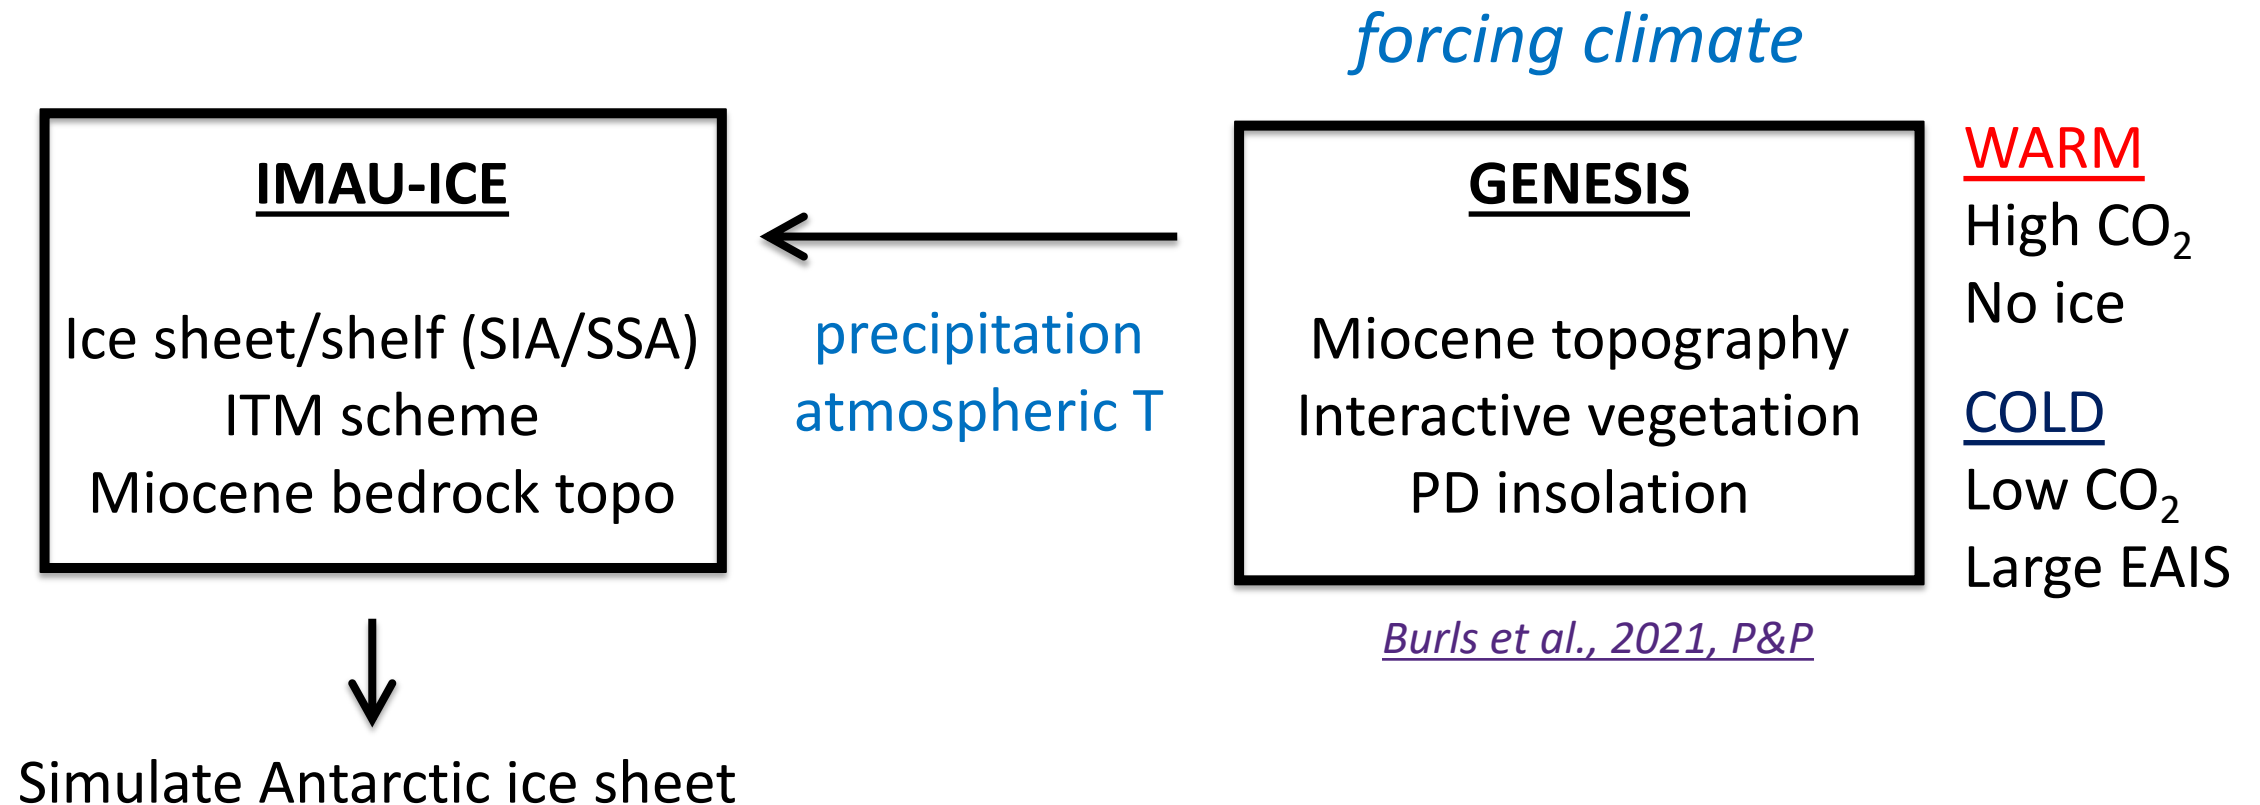 forcing climate
IMAU-ICE
Ice sheet/shelf (SIA/SSA)
ITM scheme
Miocene bedrock topo
precipitation
atmospheric T
GENESIS
Miocene topography
Interactive vegetation
PD insolation
WARM
High CO₂
No ice
COLD
Low CO₂
Large EAIS
Burls et al., 2021, P&P
Simulate Antarctic ice sheet